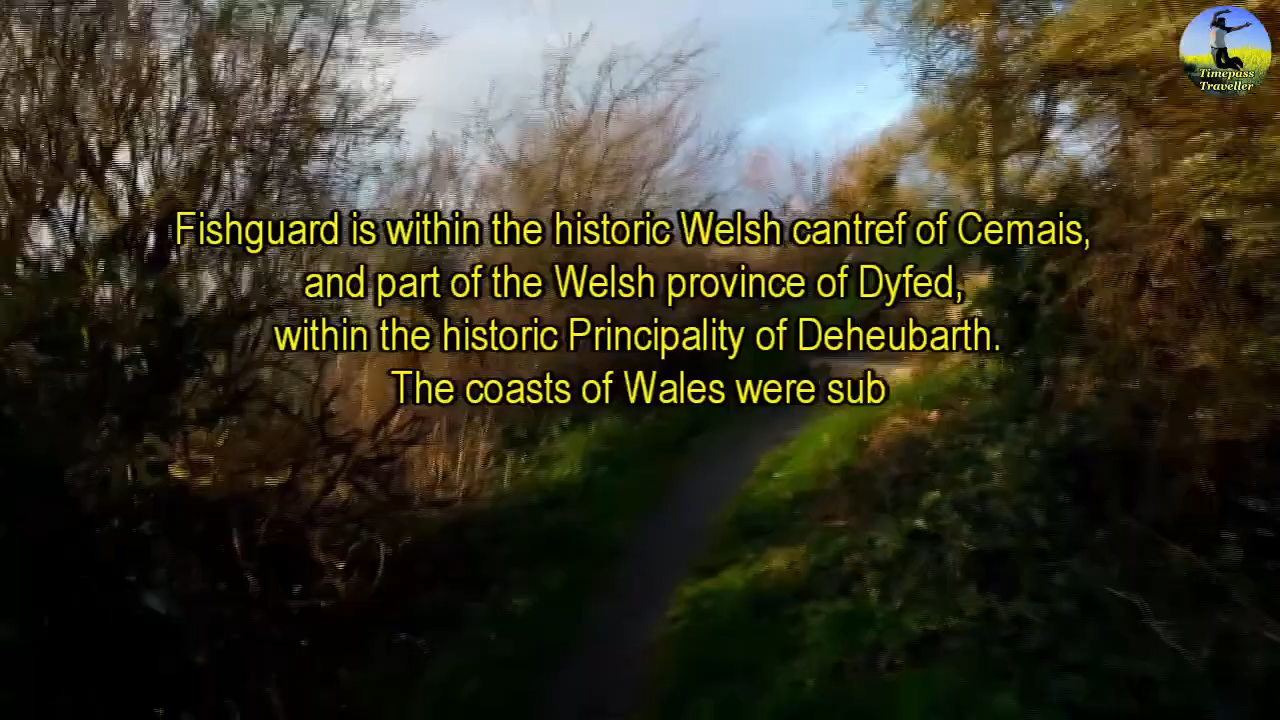 Timepass
Traveller
Fishguard is within the historic Welsh cantref of Cemais,
and part of the Welsh province of Dyfed,
within the historic Principality of Deheubarth.
The coasts of Wales were sub